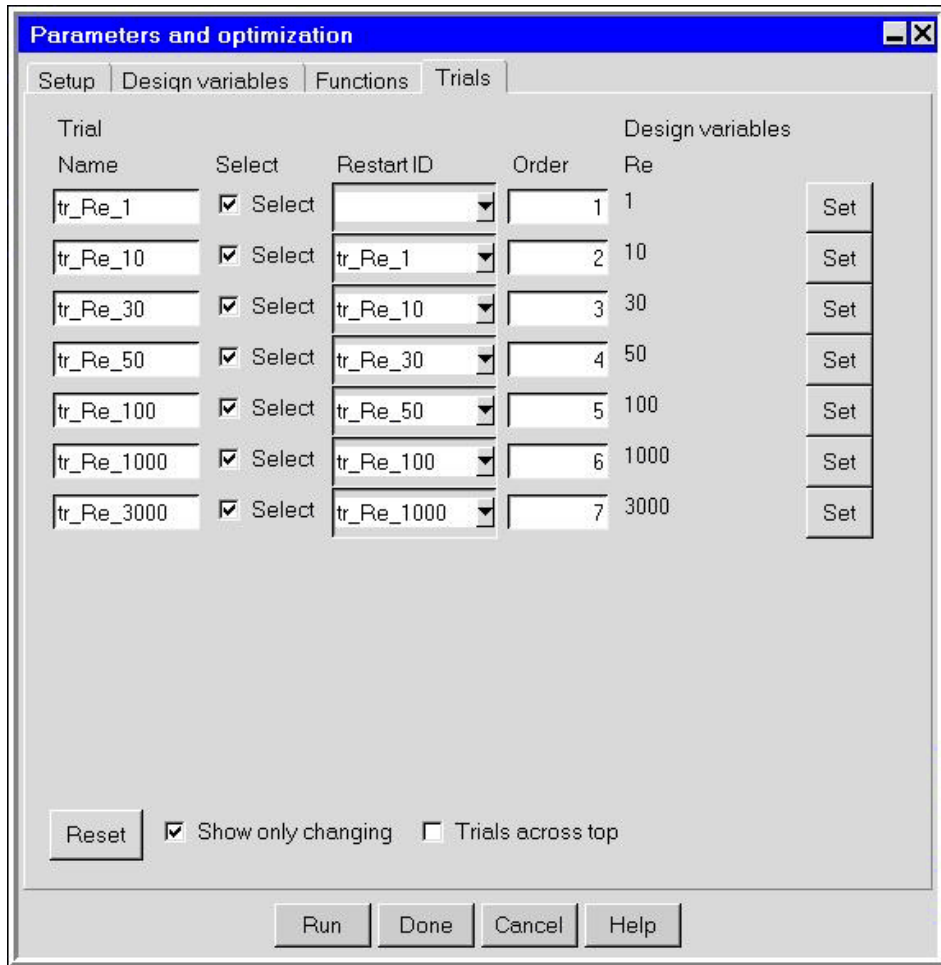 Parameters and optimization
Setup Design variables Functions Trials
Trial Design variables
Name Select Restart ID Order Re
tr_Re_1 Select 1 1 Set
tr_Re_10 Select tr_Re_1 2 10 Set
tr_Re_30 Select tr_Re_10 3 30 Set
tr_Re_50 Select tr_Re_30 4 50 Set
tr_Re_100 Select tr_Re_50 5 100 Set
tr_Re_1000 Select tr_Re_100 6 1000 Set
tr_Re_3000 Select tr_Re_1000 7 3000 Set
Reset Show only changing Trials across top
Run Done Cancel Help